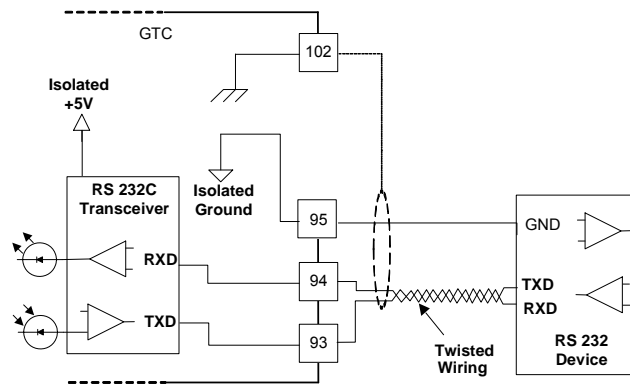 GTC
102
Isolated
+5V
RS 232C
Transceiver
Isolated
Ground
95
GND
RXD
94
TXD
RXD
TXD
93
Twisted
Wiring
RS 232
Device